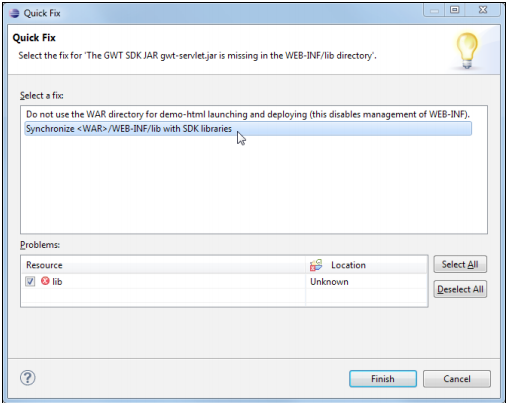 Quick Fix
Quick Fix
Select the fix for 'The GWT SDK JAR gwt-servlet.jar is missing in the WEB-INF/lib directory'.
Select a fix:
Do not use the WAR directory for demo-html launching and deploying (this disables management of WEB-INF).
Synchronize <WAR>/WEB-INF/lib with SDK libraries
Problems:
Resource Location
lib Unknown
Select All
Deselect All
Finish Cancel